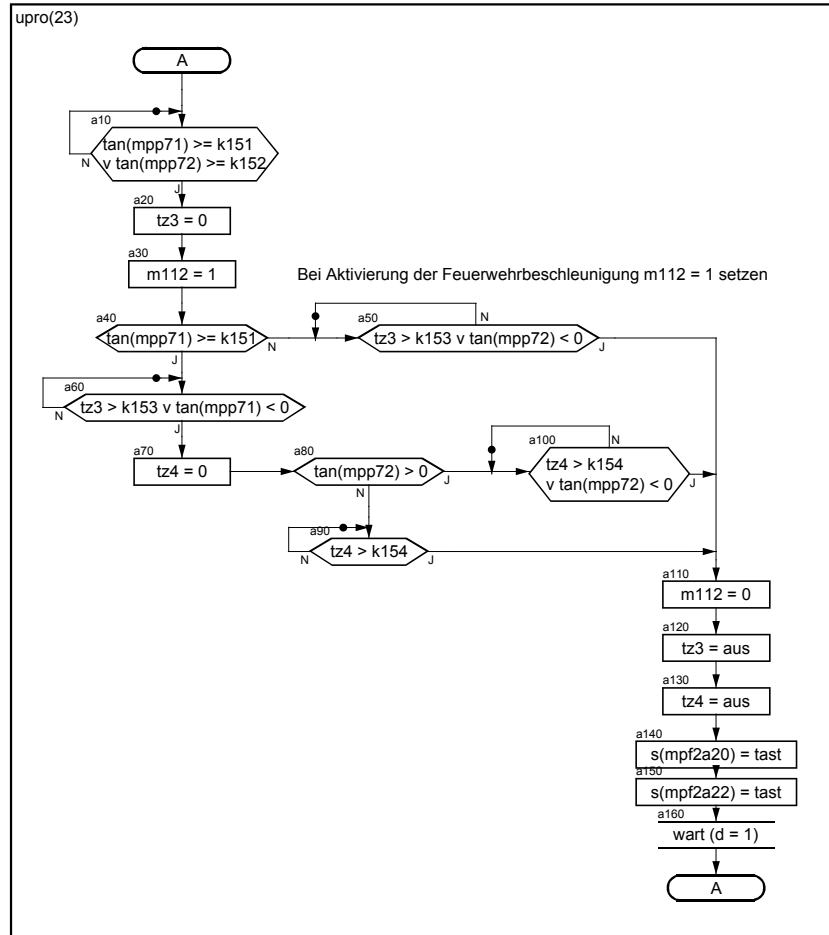 upro(23)
A
a10
tan(mpp71) >= k151
v tan(mpp72) >= k152
N
J
a20
tz3 = 0
a30
m112 = 1
Bei Aktivierung der Feuerwehrbeschleunigung m112 = 1 setzen
a40
tan(mpp71) >= k151
N
J
a50
tz3 > k153 v tan(mpp72) < 0
N
J
a60
tz3 > k153 v tan(mpp71) < 0
N
J
a70
tz4 = 0
a80
tan(mpp72) > 0
J
N
a100
tz4 > k154
v tan(mpp72) < 0
N
J
a90
tz4 > k154
N
J
a110
m112 = 0
a120
tz3 = aus
a130
tz4 = aus
a140
s(mpf2a20) = tast
a150
s(mpf2a22) = tast
a160
wart (d = 1)
A